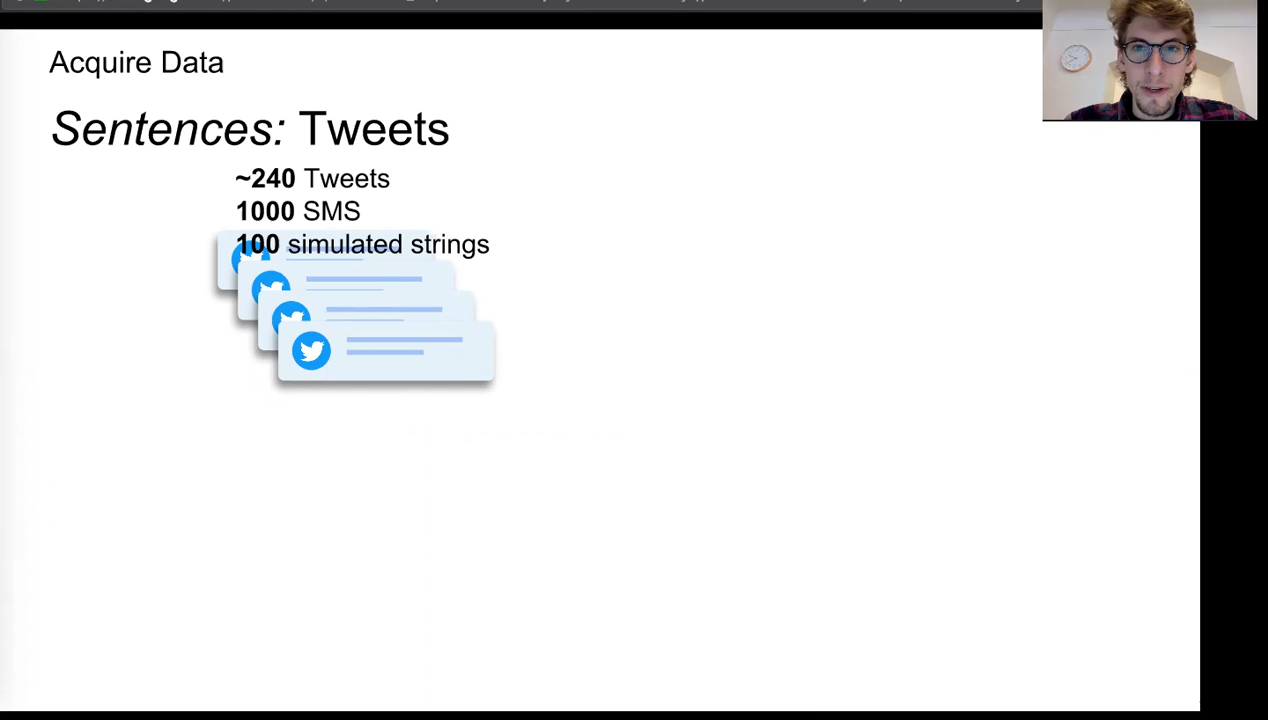 Acquire Data
Sentences: Tweets
~240 Tweets
1000 SMS
100 simulated strings